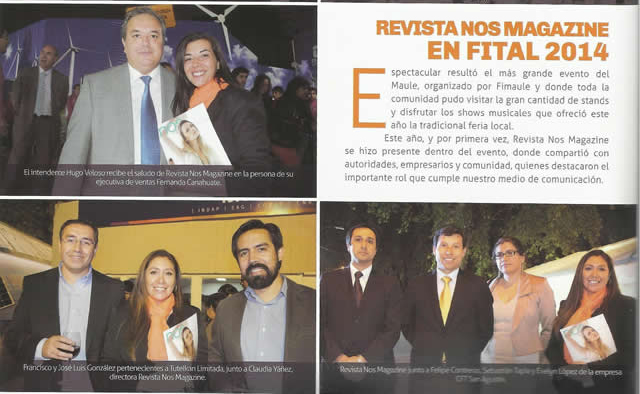 REVISTA NOS MAGAZINE
EN FITAL 2014
Espectacular resultó el más grande evento del
Maule, organizado por Fimaule y donde toda la
comunidad pudo visitar la gran cantidad de stands
y disfrutar los shows musicales que ofreció este
año la tradicional feria local.
Este año, y por primera vez, Revista Nos Magazine
se hizo presente dentro del evento, donde compartió con
autoridades, empresarios y comunidad, quienes destacaron el
importante rol que cumple nuestro medio de comunicación.
El intendente Hugo Veloso recibe el saludo de Revista Nos Magazine en la persona de su
ejecutiva de ventas Fernanda Canahuate.
Francisco y José Luis González pertenecientes a Tutellón Limitada, junto a Claudia Yáñez,
directora Revista Nos Magazine.
Revista Nos Magazine junto a Felipe Contreras, Sebastián Tapia y Evelyn López de la empresa
CFT San Agustín.